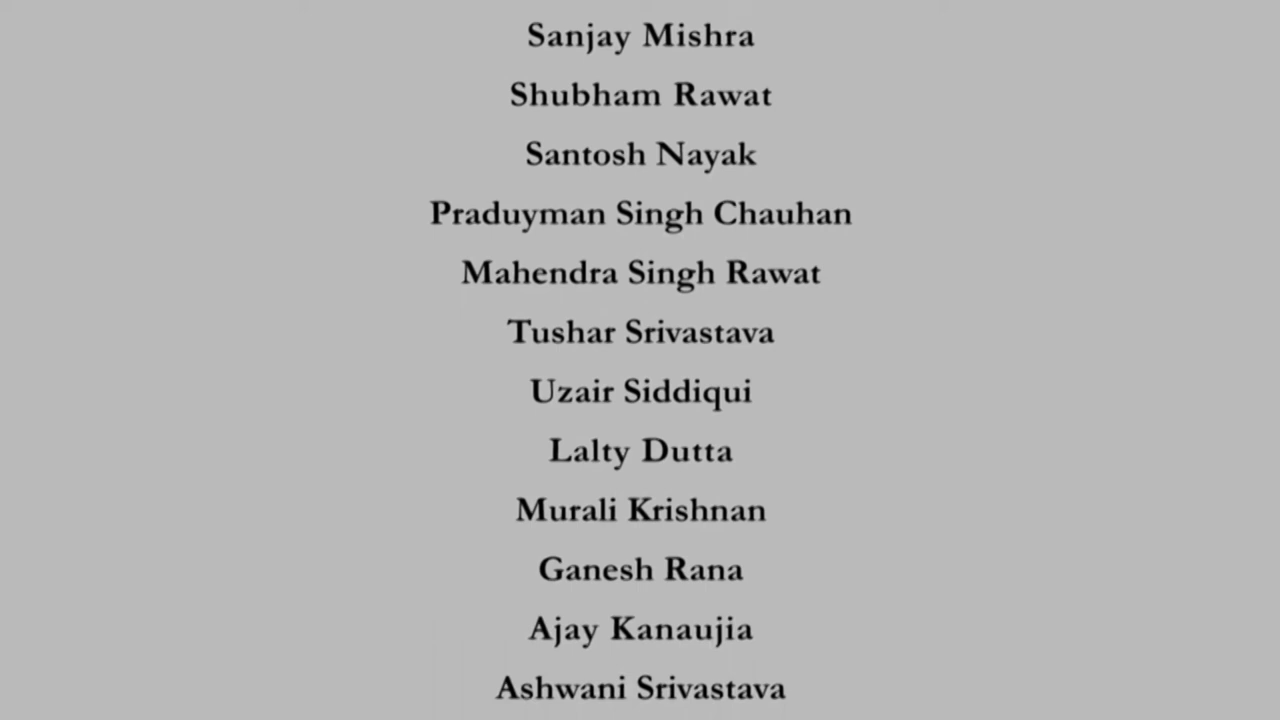 Sanjay Mishra
Shubham Rawat
Santosh Nayak
Praduyman Singh Chauhan
Mahendra Singh Rawat
Tushar Srivastava
Uzair Siddiqui
Lalty Dutta
Murali Krishnan
Ganesh Rana
Ajay Kanaujia
Ashwani Srivastava